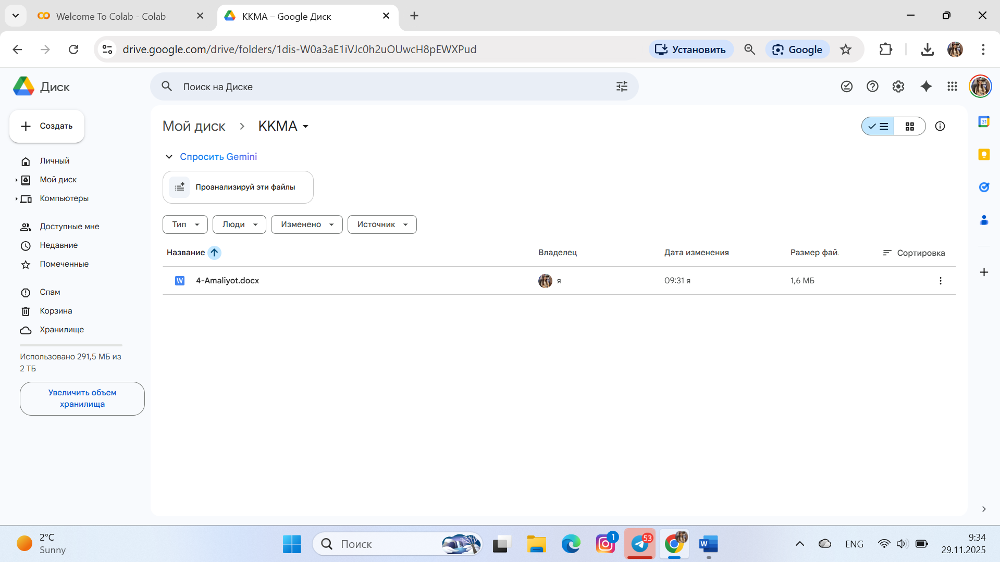 Welcome To Colab - Colab
KKMA – Google Диск
drive.google.com/drive/folders/1dis-W0a3aE1iVJc0h2uOUwcH8pEWXPud
Установить
Google
Диск
Поиск на Диске
Создать
Мой диск
KKMA
Спросить Gemini
Проанализируй эти файлы
Личный
Мой диск
Компьютеры
Доступные мне
Недавние
Помеченные
Спам
Корзина
Хранилище
Использовано 291,5 МБ из
2 ТБ
Увеличить объем
хранилища
Тип
Люди
Изменено
Источник
Название
Владелец
Дата изменения
Размер фай.
Сортировка
W
4-Amaliyot.docx
я
09:31 я
1,6 МБ
31
2°C
Sunny
Поиск
1
53
W
ENG
9:34
29.11.2025